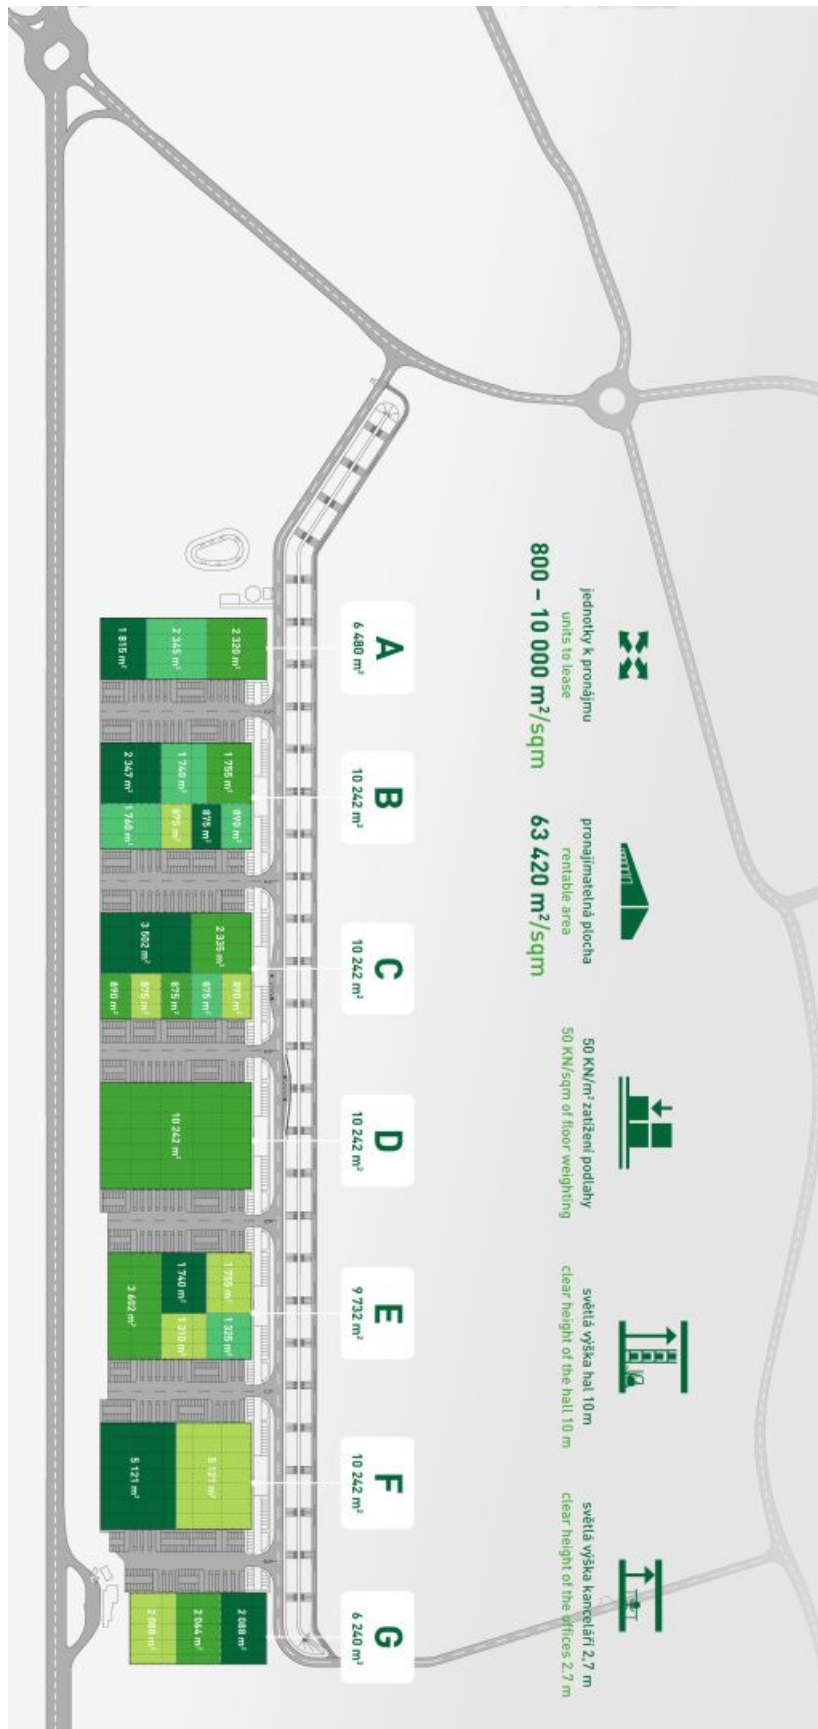 jednotky k pronájmu
units to lease
800 – 10 000 m²/sqm
pronajímatelná plocha
rentable area
63 420 m²/sqm
50 KN/m² zatížení podlahy
50 KN/sqm of floor weighting
světlá výška hal 10 m
clear height of the hall 10 m
světlá výška kanceláří 2,7 m
clear height of the offices 2,7 m
A
6 480 m²
B
10 242 m²
C
10 242 m²
D
10 242 m²
E
9 732 m²
F
10 242 m²
G
6 240 m²
2 320 m²
2 345 m²
1 815 m²
1 755 m²
890 m²
1 740 m²
875 m²
875 m²
2 347 m²
1 760 m²
2 335 m²
890 m²
875 m²
3 502 m²
875 m²
875 m²
890 m²
10 242 m²
1 755 m²
1 325 m²
1 740 m²
1 310 m²
3 602 m²
5 121 m²
5 121 m²
2 088 m²
2 064 m²
2 088 m²